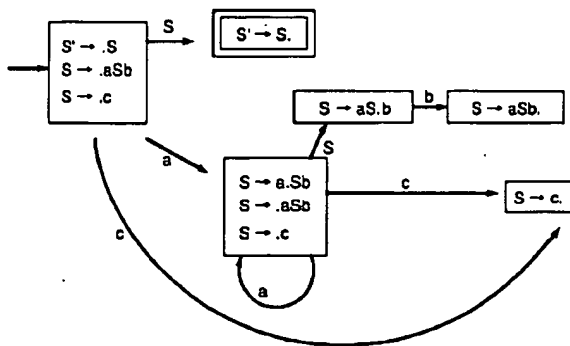 S' → .S
S → .aSb
S → .c
S
S' → S.
S → aS.b
b
S → aSb.
a
S
S → a.Sb
S → .aSb
S → .c
c
S → c.
c
a